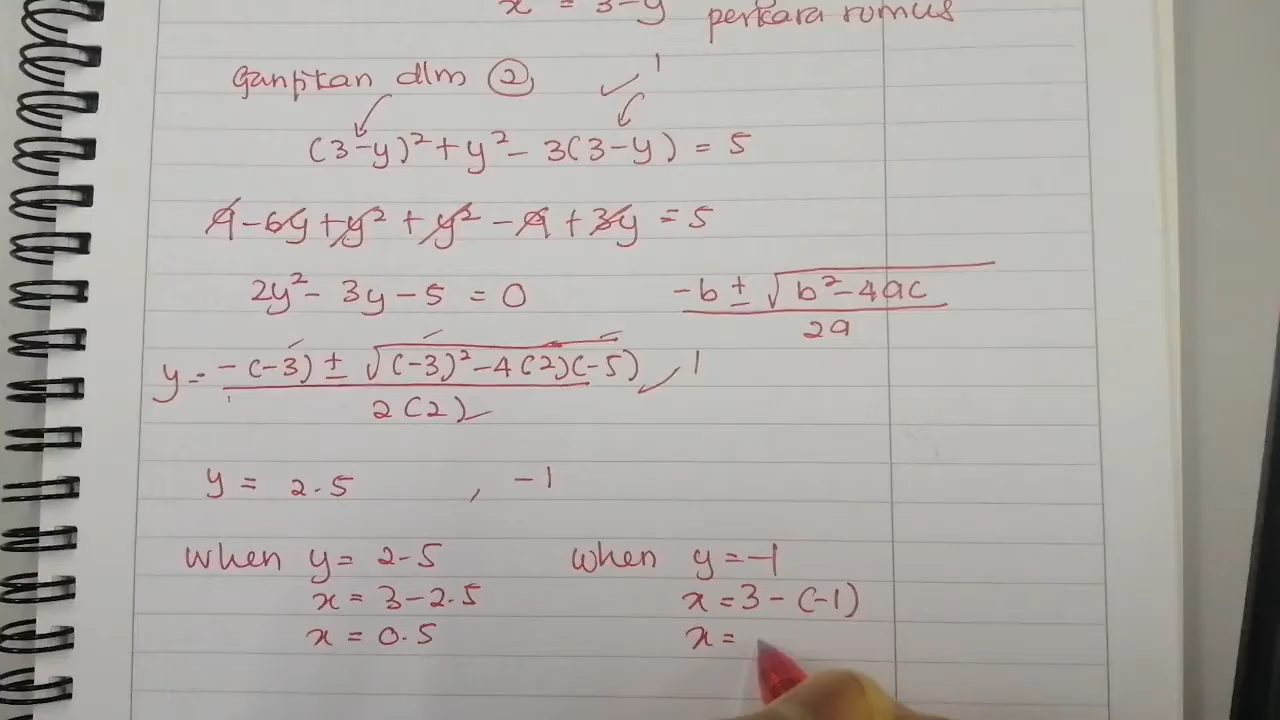 x = 3-y perkara rumus
Gantikan dlm ②, ✓ 1
(3-y)² + y² - 3(3-y) = 5
9 - 6y + y² + y² - 9 + 3y = 5
2y² - 3y - 5 = 0
-b ± √(b²-4ac)
2a
y = -(-3) ± √((-3)² - 4(2)(-5)) ✓ 1
2(2)
y = 2.5 , -1
when y = 2.5 when y = -1
x = 3 - 2.5 x = 3 - (-1)
x = 0.5 x =